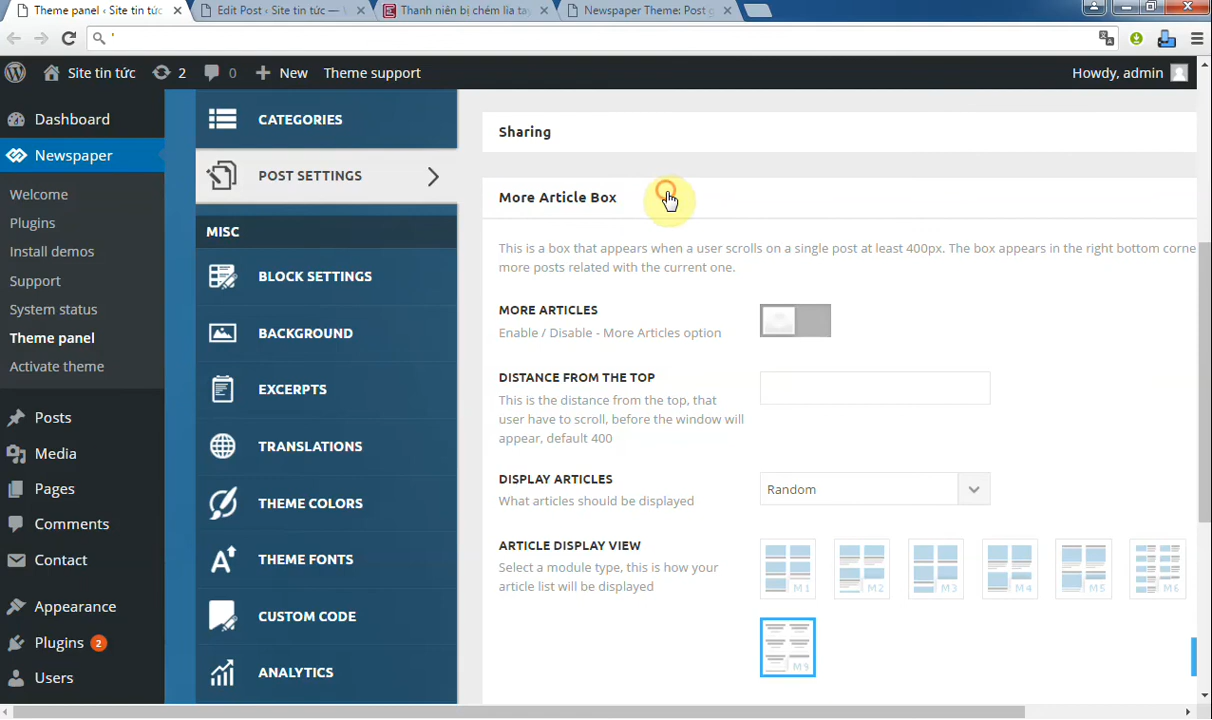 Theme panel ‹ Site tin tức
Edit Post ‹ Site tin tức —
Thanh niên bị chém lìa tay
Newspaper Theme: Post
'
Site tin tức
2
0
New
Theme support
Howdy, admin
Dashboard
Newspaper
Welcome
Plugins
Install demos
Support
System status
Theme panel
Activate theme
Posts
Media
Pages
Comments
Contact
Appearance
Plugins 2
Users
CATEGORIES
POST SETTINGS
MISC
BLOCK SETTINGS
BACKGROUND
EXCERPTS
TRANSLATIONS
THEME COLORS
THEME FONTS
CUSTOM CODE
ANALYTICS
Sharing
More Article Box
This is a box that appears when a user scrolls on a single post at least 400px. The box appears in the right bottom corne
more posts related with the current one.
MORE ARTICLES
Enable / Disable - More Articles option
DISTANCE FROM THE TOP
This is the distance from the top, that
user have to scroll, before the window will
appear, default 400
DISPLAY ARTICLES
What articles should be displayed
Random
ARTICLE DISPLAY VIEW
Select a module type, this is how your
article list will be displayed
M1
M2
M3
M4
M5
M6
M9